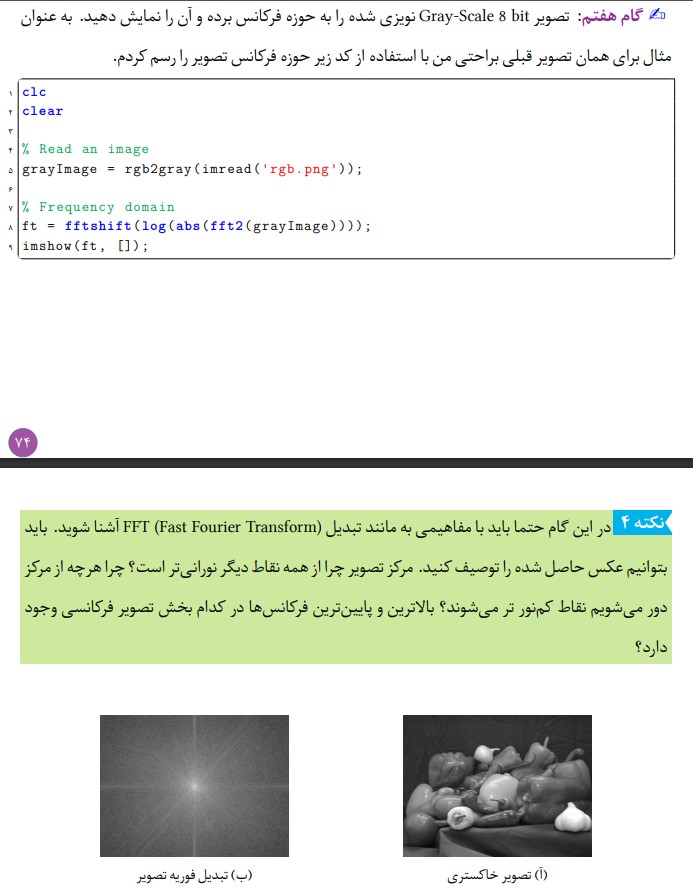 گام هفتم: تصویر Gray-Scale 8 bit نویزی شده را به حوزه فرکانس برده و آن را نمایش دهید. به عنوان
مثال برای همان تصویر قبلی براحتی من با استفاده از کد زیر حوزه فرکانس تصویر را رسم کردم.
۱ clc
۲ clear
۳
۴ % Read an image
۵ grayImage = rgb2gray(imread('rgb.png'));
۶
۷ % Frequency domain
۸ ft = fftshift(log(abs(fft2(grayImage))));
۹ imshow(ft, []);
۷۴
نکته ۴ در این گام حتما باید با مفاهیمی به مانند تبدیل FFT (Fast Fourier Transform) آشنا شوید. باید
بتوانیم عکس حاصل شده را توصیف کنید. مرکز تصویر چرا از همه نقاط دیگر نورانی‌تر است؟ چرا هرچه از مرکز
دور می‌شویم نقاط کم‌نور تر می‌شوند؟ بالاترین و پایین‌ترین فرکانس‌ها در کدام بخش تصویر فرکانسی وجود
دارد؟
(آ) تصویر خاکستری
(ب) تبدیل فوریه تصویر